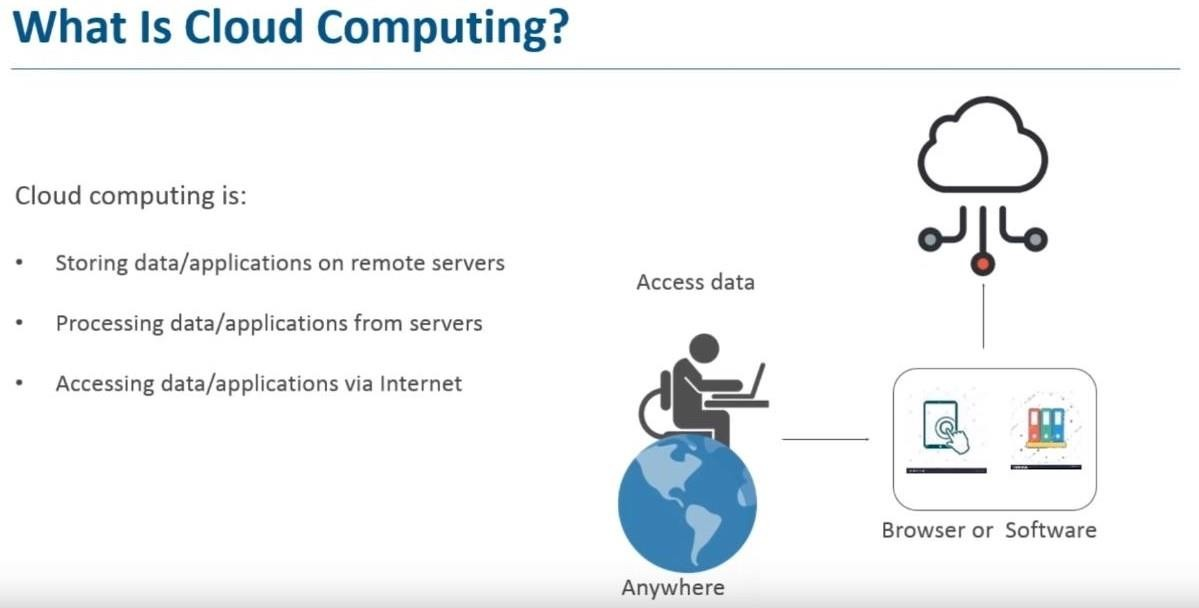 What Is Cloud Computing?
Cloud computing is:
• Storing data/applications on remote servers
• Processing data/applications from servers
• Accessing data/applications via Internet
Access data
Browser or Software
Anywhere